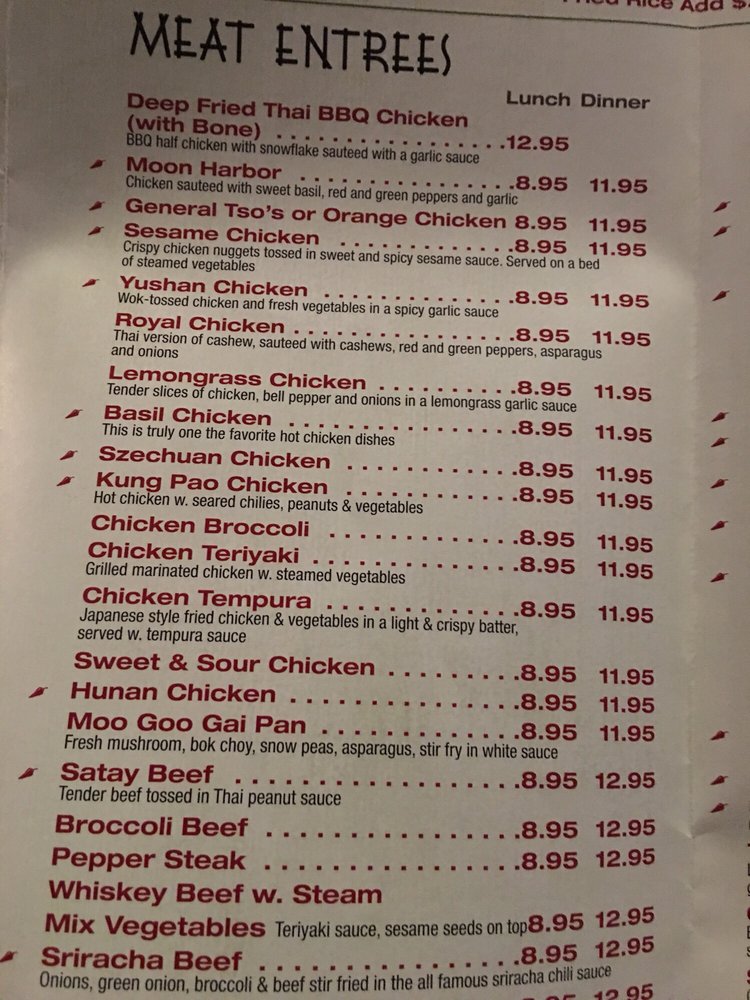 Fried Rice Add $
MEAT ENTREES
Lunch Dinner
Deep Fried Thai BBQ Chicken
(with Bone) . . . . . . . . . . . . . . . .12.95
BBQ half chicken with snowflake sauteed with a garlic sauce
Moon Harbor . . . . . . . . . . . . . . .8.95 11.95
Chicken sauteed with sweet basil, red and green peppers and garlic
General Tso's or Orange Chicken 8.95 11.95
Sesame Chicken . . . . . . . . . . . . .8.95 11.95
Crispy chicken nuggets tossed in sweet and spicy sesame sauce. Served on a bed
of steamed vegetables
Yushan Chicken . . . . . . . . . . . . . .8.95 11.95
Wok-tossed chicken and fresh vegetables in a spicy garlic sauce
Royal Chicken . . . . . . . . . . . . . . . .8.95 11.95
Thai version of cashew, sauteed with cashews, red and green peppers, asparagus
and onions
Lemongrass Chicken . . . . . . . . . .8.95 11.95
Tender slices of chicken, bell pepper and onions in a lemongrass garlic sauce
Basil Chicken . . . . . . . . . . . . . . . .8.95 11.95
This is truly one the favorite hot chicken dishes
Szechuan Chicken . . . . . . . . . . . .8.95 11.95
Kung Pao Chicken . . . . . . . . . . . .8.95 11.95
Hot chicken w. seared chilies, peanuts & vegetables
Chicken Broccoli . . . . . . . . . . . . .8.95 11.95
Chicken Teriyaki . . . . . . . . . . . . . .8.95 11.95
Grilled marinated chicken w. steamed vegetables
Chicken Tempura . . . . . . . . . . . . .8.95 11.95
Japanese style fried chicken & vegetables in a light & crispy batter,
served w. tempura sauce
Sweet & Sour Chicken . . . . . . . . .8.95 11.95
Hunan Chicken . . . . . . . . . . . . . . .8.95 11.95
Moo Goo Gai Pan . . . . . . . . . . . . .8.95 11.95
Fresh mushroom, bok choy, snow peas, asparagus, stir fry in white sauce
Satay Beef . . . . . . . . . . . . . . . . . .8.95 12.95
Tender beef tossed in Thai peanut sauce
Broccoli Beef . . . . . . . . . . . . . . . .8.95 12.95
Pepper Steak . . . . . . . . . . . . . . . .8.95 12.95
Whiskey Beef w. Steam
Mix Vegetables Teriyaki sauce, sesame seeds on top8.95 12.95
Sriracha Beef . . . . . . . . . . . . . . . .8.95 12.95
Onions, green onion, broccoli & beef stir fried in the all famous sriracha chili sauce
12.95